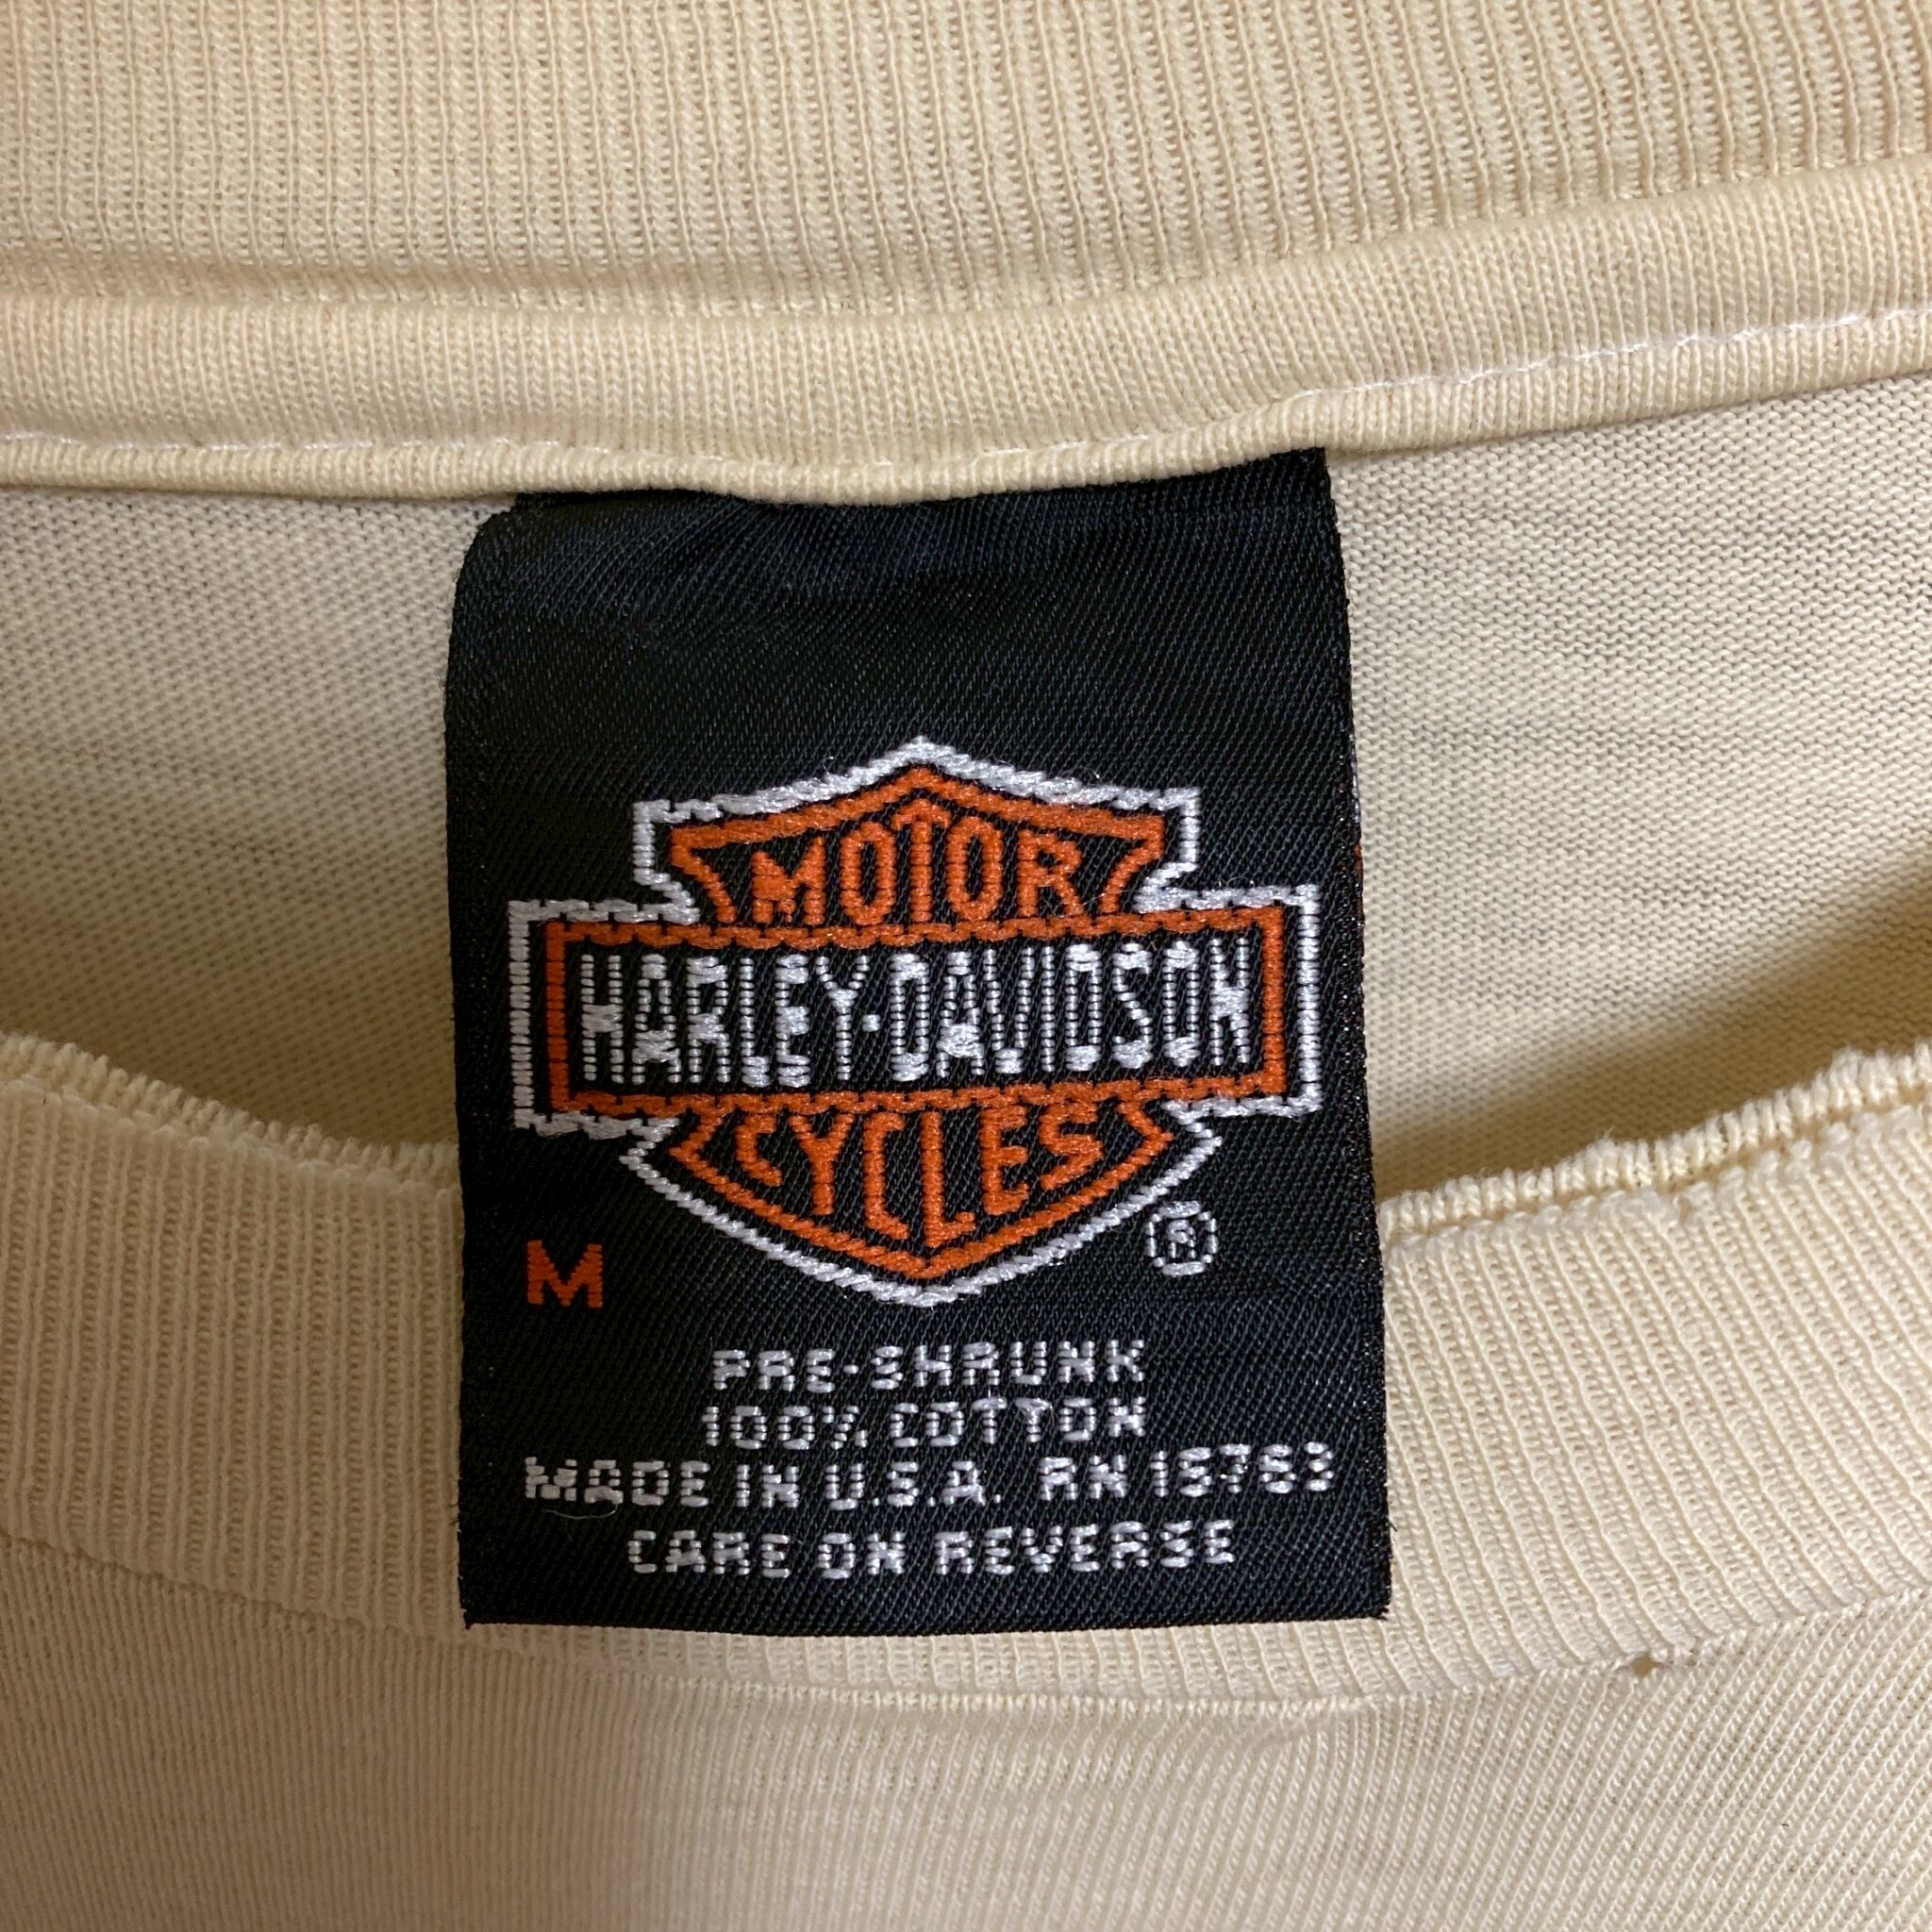 MOTOR
HARLEY-DAVIDSON
CYCLES
®
M
PRE-SHRUNK
100% COTTON
MADE IN U.S.A. RN 15763
CARE ON REVERSE